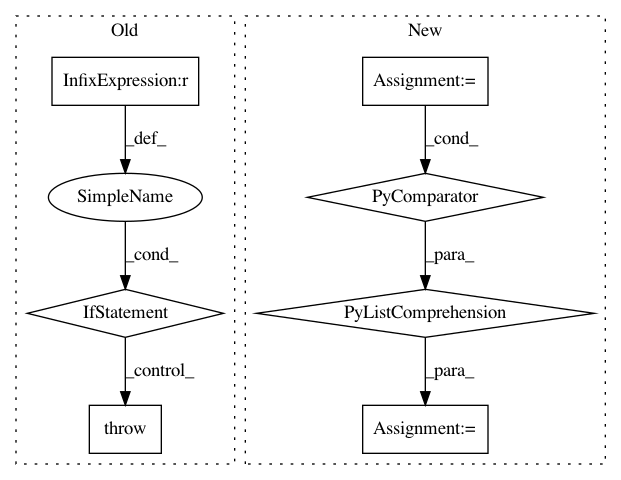 Old
InfixExpression:r
_def_
SimpleName
_cond_
IfStatement
_control_
throw
New
Assignment:=
_cond_
PyComparator
_para_
PyListComprehension
_para_
Assignment:=